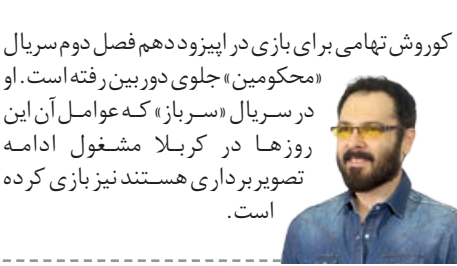 کوروش تهامی برای بازی در اپیزود دهم فصل دوم سریال
«محکومین» جلوی دوربین رفته است. او
در سریال «سرباز» که عوامل آن این
روزها در کربلا مشغول ادامه
تصویربرداری هستند نیز بازی کرده
است.